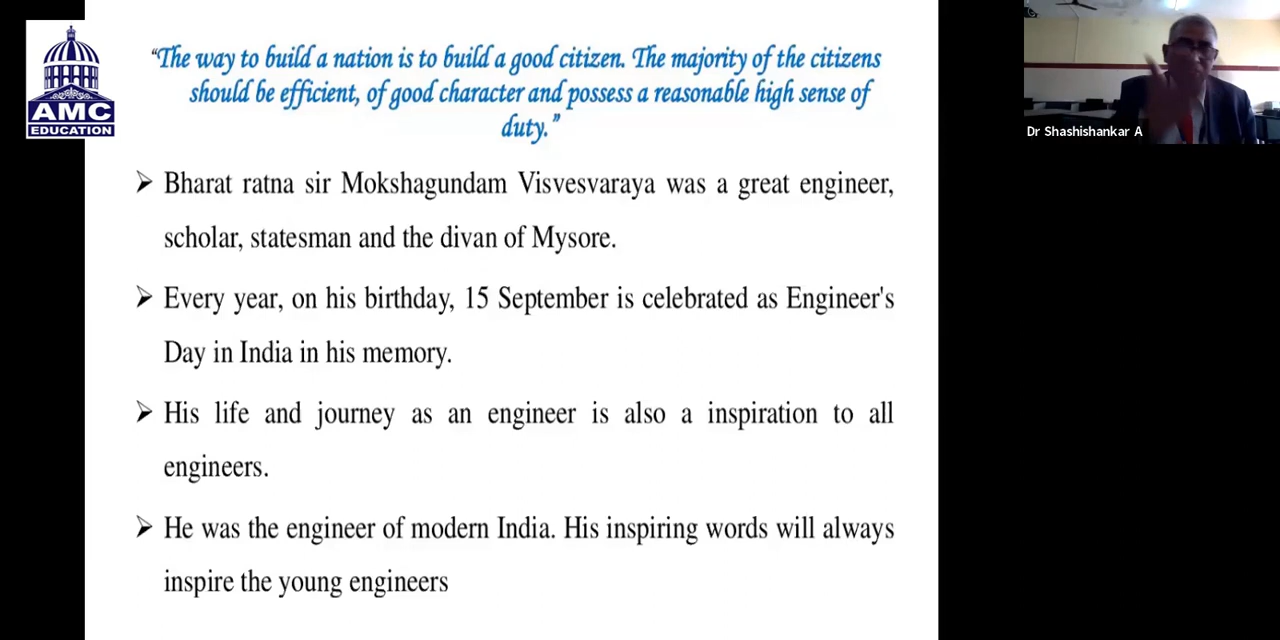 “The way to build a nation is to build a good citizen. The majority of the citizens
should be efficient, of good character and possess a reasonable high sense of
duty.”
AMC
EDUCATION
Dr Shashishankar A
➢ Bharat ratna sir Mokshagundam Visvesvaraya was a great engineer,
scholar, statesman and the divan of Mysore.
➢ Every year, on his birthday, 15 September is celebrated as Engineer's
Day in India in his memory.
➢ His life and journey as an engineer is also a inspiration to all
engineers.
➢ He was the engineer of modern India. His inspiring words will always
inspire the young engineers